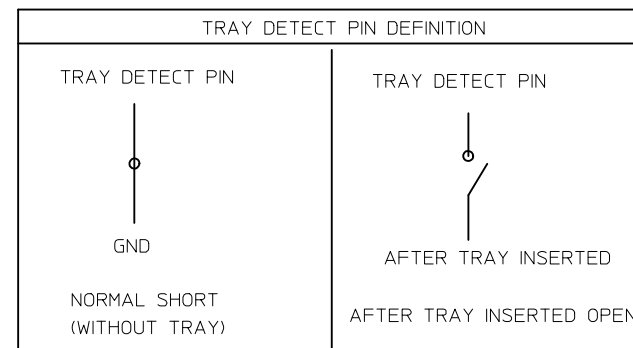 TRAY DETECT PIN DEFINITION
TRAY DETECT PIN
GND
NORMAL SHORT
(WITHOUT TRAY)
TRAY DETECT PIN
AFTER TRAY INSERTED
AFTER TRAY INSERTED OPEN